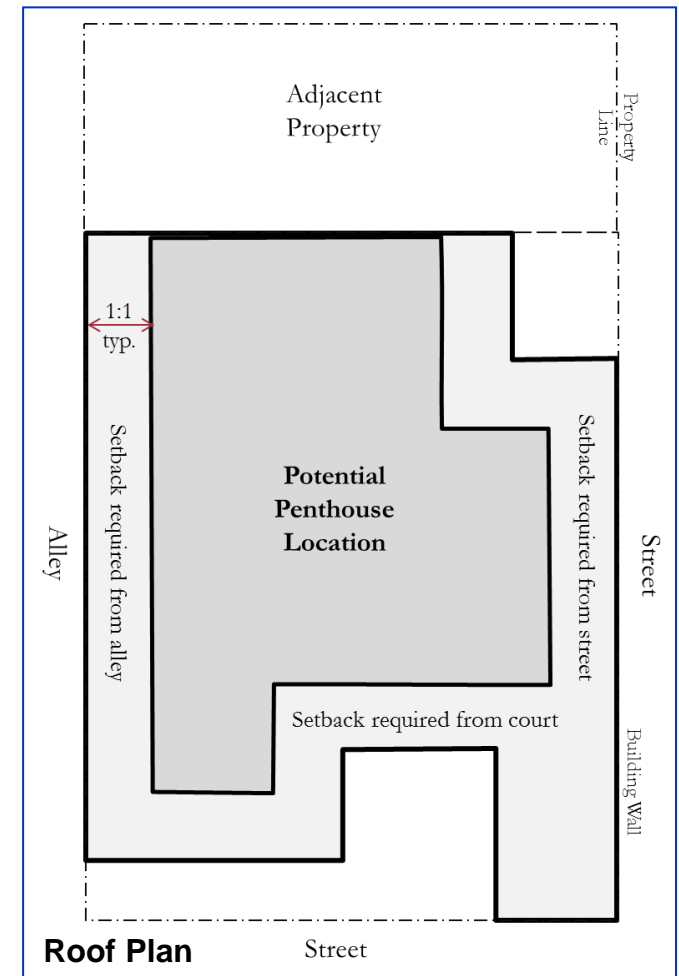 Adjacent
Property
Property
Line
1:1
typ.
Setback required from alley
Alley
Potential
Penthouse
Location
Setback required from street
Street
Setback required from court
Building Wall
Roof Plan
Street